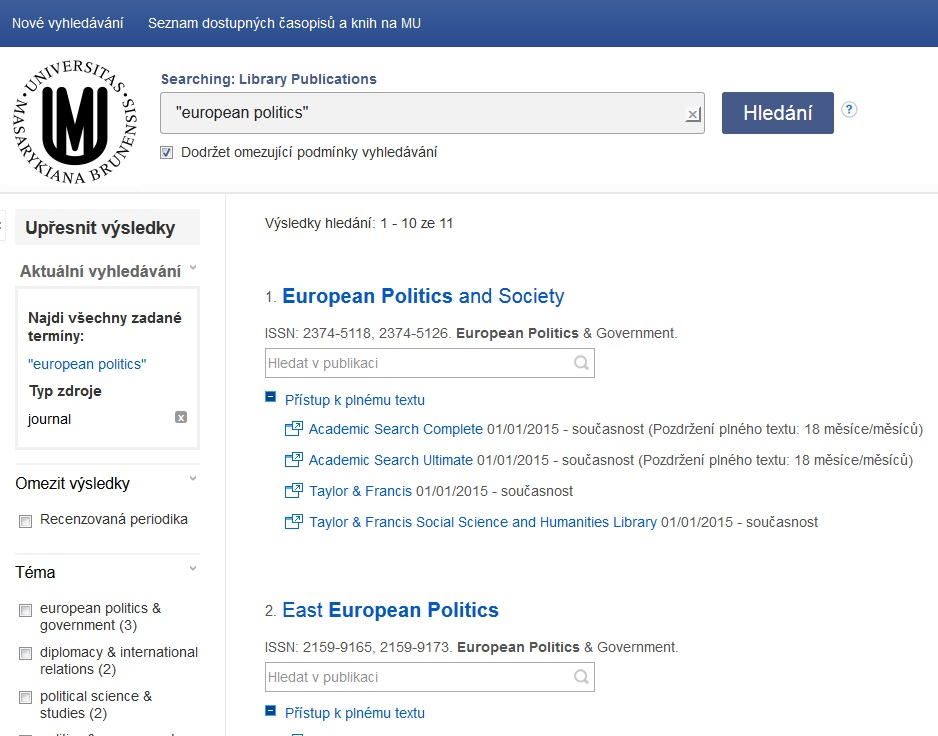 Nové vyhledávání Seznam dostupných časopisů a knih na MU
UNIVERSITAS MASARYKIANA BRUNENSIS
MU
Searching: Library Publications
"european politics"
x
Hledání
?
Dodržet omezující podmínky vyhledávání
Upřesnit výsledky
Aktuální vyhledávání
Najdi všechny zadané
termíny:
"european politics"
Typ zdroje
journal
x
Omezit výsledky
Recenzovaná periodika
Téma
european politics &
government (3)
diplomacy & international
relations (2)
political science &
studies (2)
Výsledky hledání: 1 - 10 ze 11
1. European Politics and Society
ISSN: 2374-5118, 2374-5126. European Politics & Government.
Hledat v publikaci
Přístup k plnému textu
Academic Search Complete 01/01/2015 - současnost (Pozdržení plného textu: 18 měsíce/měsíců)
Academic Search Ultimate 01/01/2015 - současnost (Pozdržení plného textu: 18 měsíce/měsíců)
Taylor & Francis 01/01/2015 - současnost
Taylor & Francis Social Science and Humanities Library 01/01/2015 - současnost
2. East European Politics
ISSN: 2159-9165, 2159-9173. European Politics & Government.
Hledat v publikaci
Přístup k plnému textu